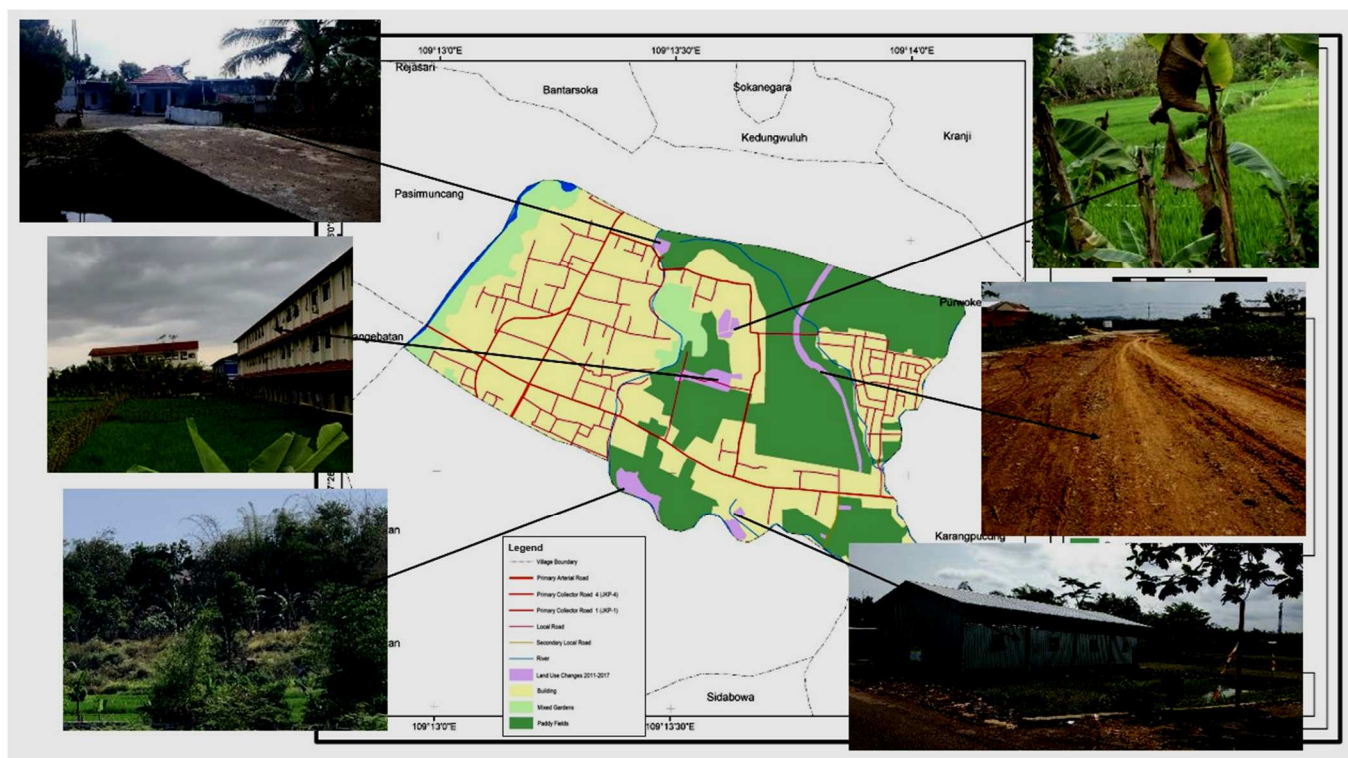 109°13'0"E
109°13'30"E
109°14'0"E
Rejasari
Bantarsoka
Sokanegara
Kedungwuluh
Kranji
Pasirmuncang
Purwoke
angebatan
Karangpucung
an
an
Sidabowa
Legend
Village Boundary
Primary Arterial Road
Primary Collector Road 4 (JKP-4)
Primary Collector Road 1 (JKP-1)
Local Road
Secondary Local Road
River
Land Use Changes 2011-2017
Building
Mixed Gardens
Paddy Fields
109°13'0"E
109°13'30"E